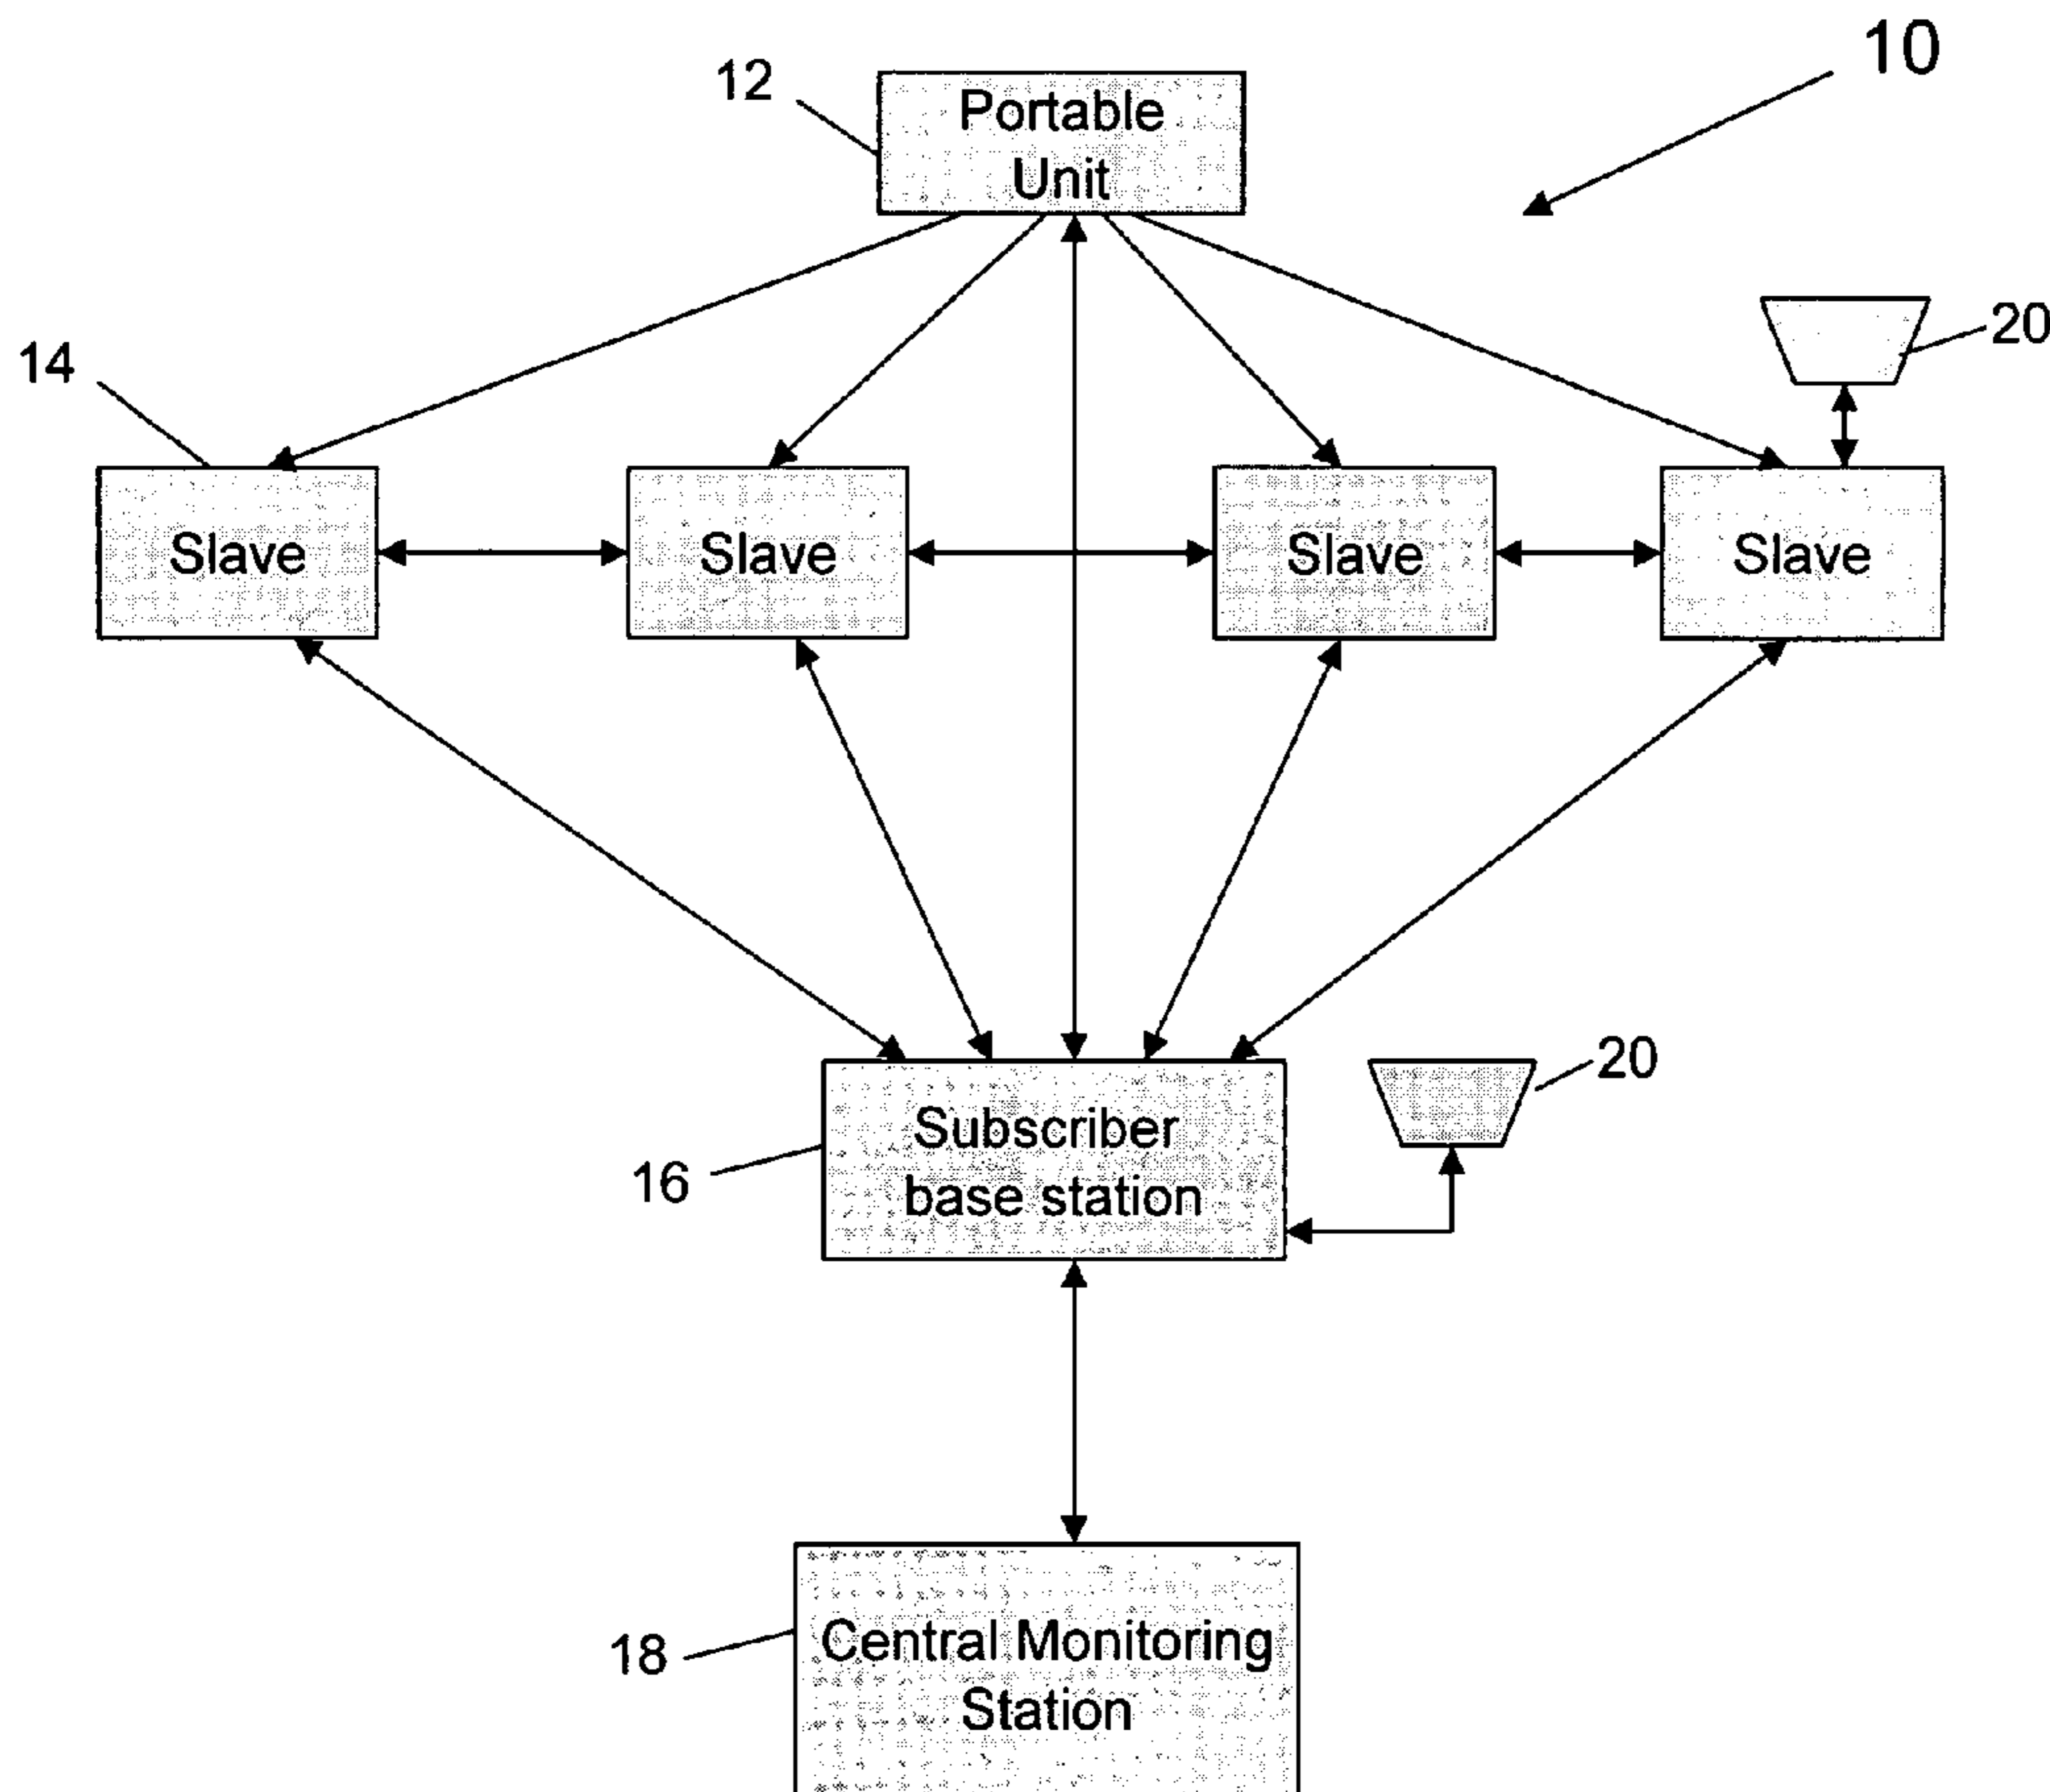 10
12
Portable
Unit
20
14
Slave
Slave
Slave
Slave
20
Subscriber
base station
16
18
Central Monitoring
Station